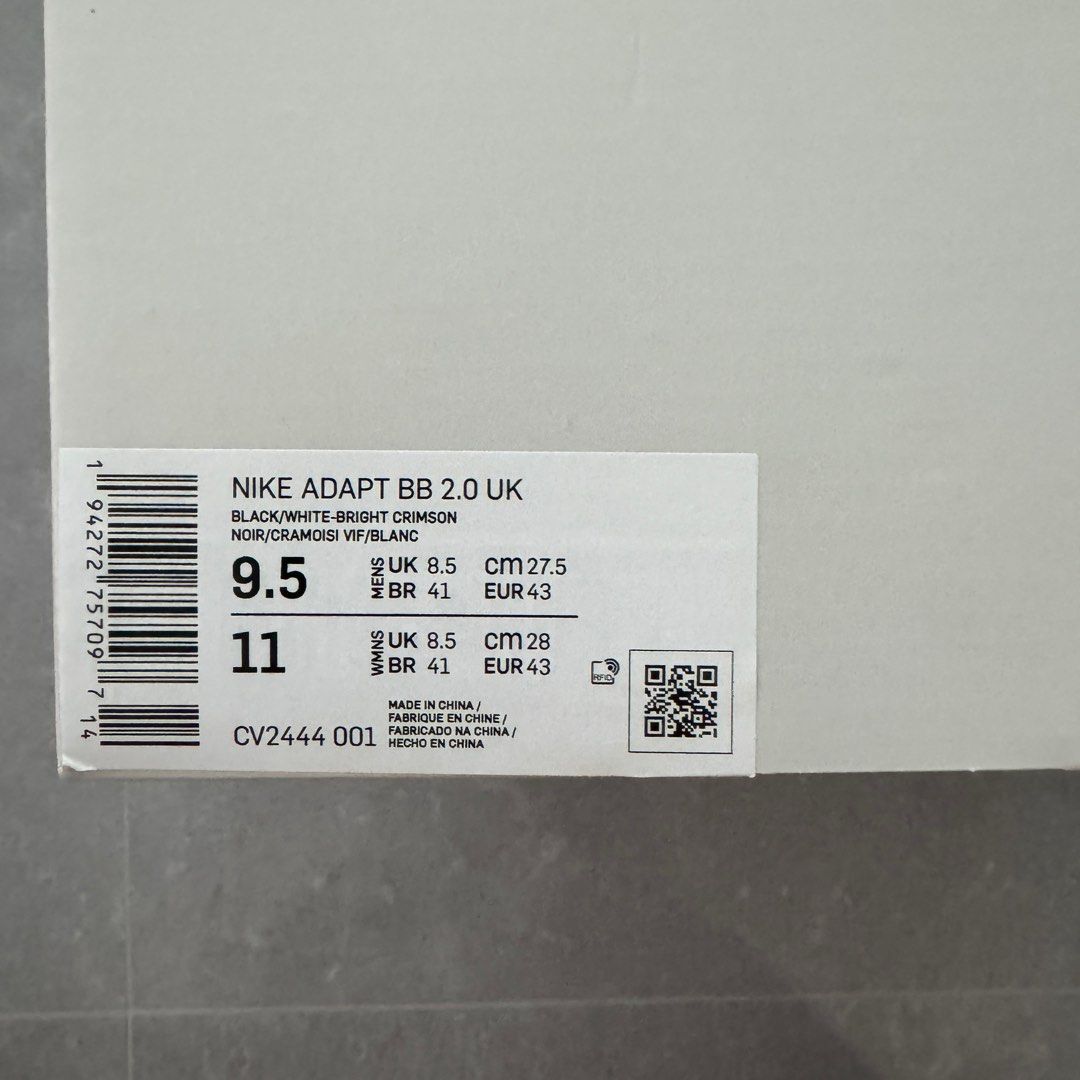 NIKE ADAPT BB 2.0 UK
BLACK/WHITE-BRIGHT CRIMSON
NOIR/CRAMOISI VIF/BLANC
9.5 MENS UK 8.5 CM 27.5
BR 41 EUR 43
11 WMNS UK 8.5 CM 28
BR 41 EUR 43
RFID
CV2444 001
MADE IN CHINA /
FABRIQUE EN CHINE /
FABRICADO NA CHINA /
HECHO EN CHINA
1 94272 75709 7 14